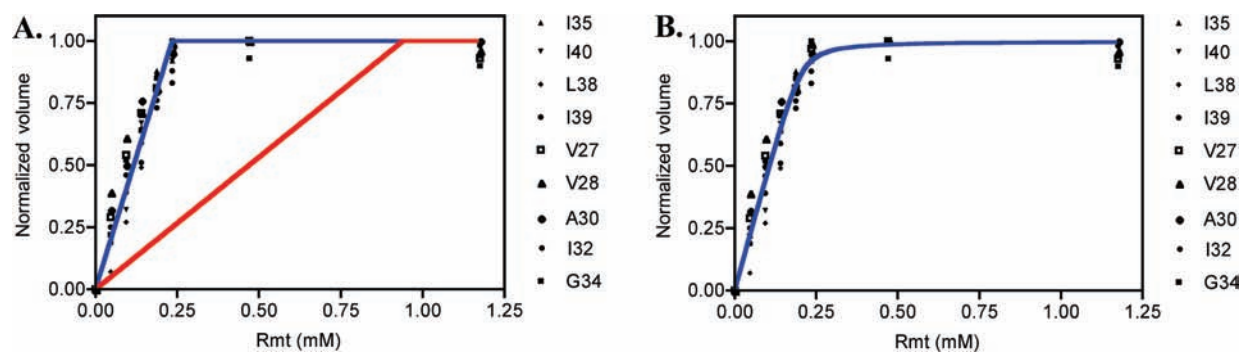 A.
Normalized volume
1.00
0.75
0.50
0.25
0.00
0.00 0.25 0.50 0.75 1.00 1.25
Rmt (mM)
I35
I40
L38
I39
V27
V28
A30
I32
G34
B.
Normalized volume
1.00
0.75
0.50
0.25
0.00
0.00 0.25 0.50 0.75 1.00 1.25
Rmt (mM)
I35
I40
L38
I39
V27
V28
A30
I32
G34